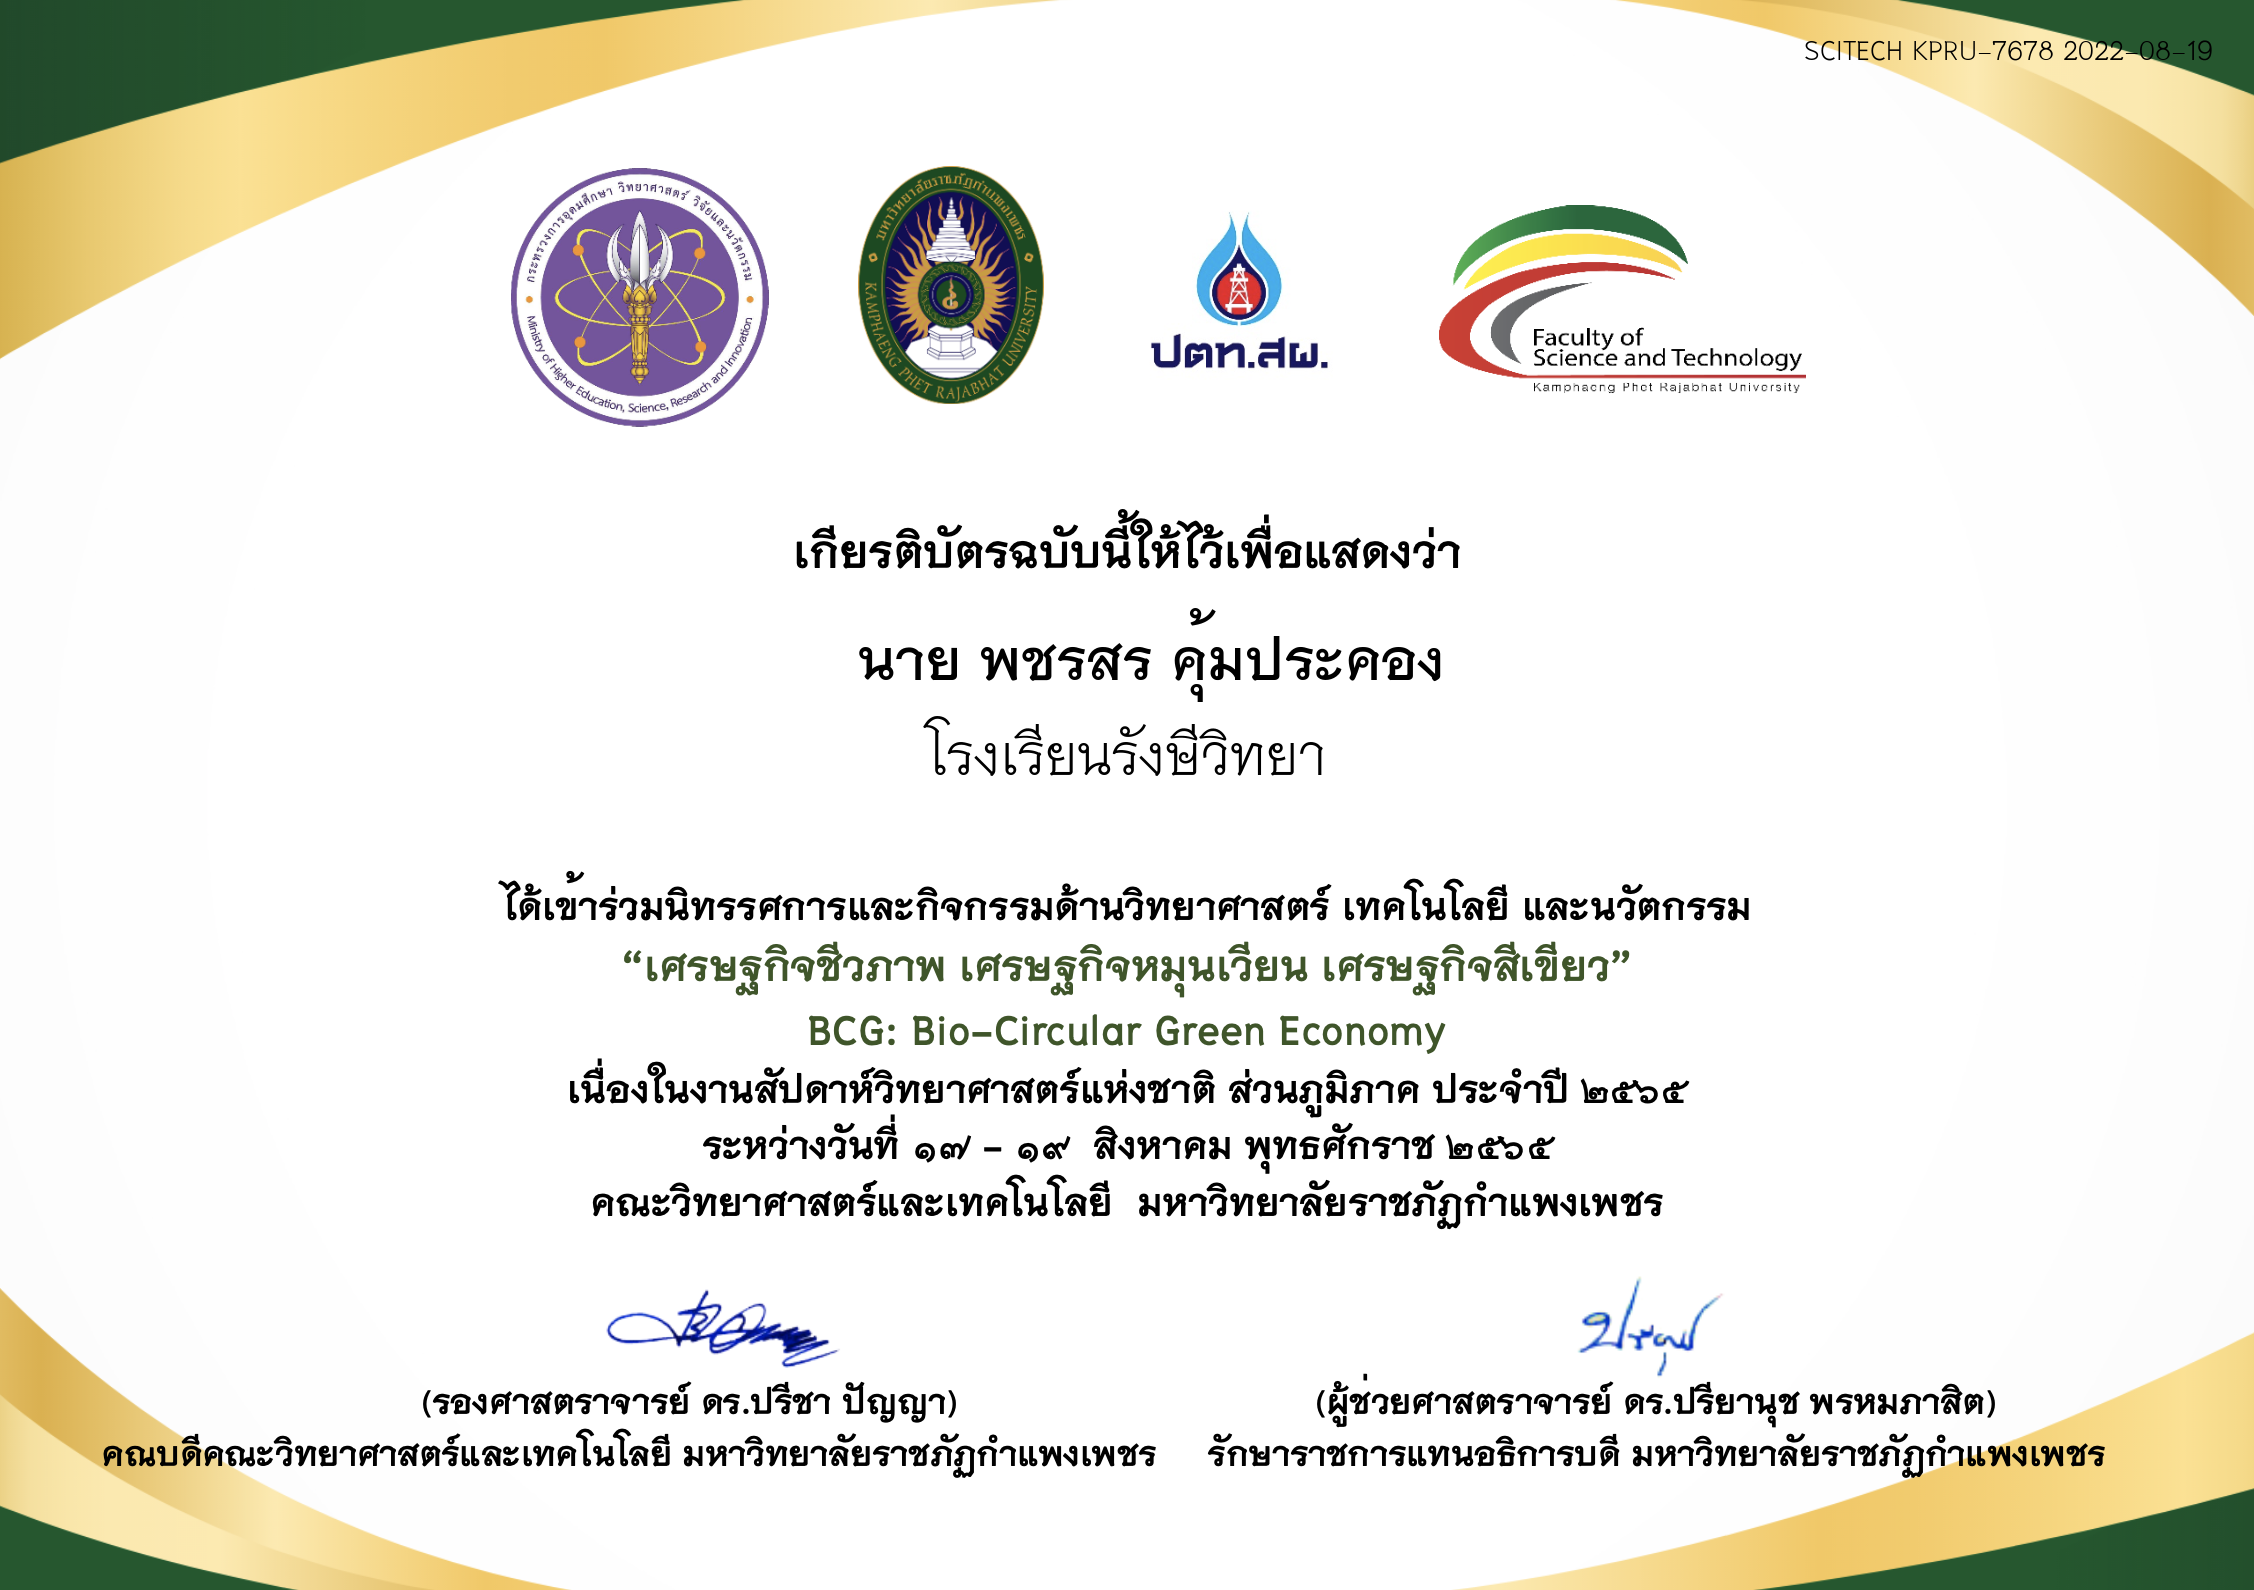 SCITECH KPRU-7678 2022-08-19
กระทรวงการอุดมศึกษา วิทยาศาสตร์ วิจัยและนวัตกรรม
Ministry of Higher Education, Science, Research and Innovation
มหาวิทยาลัยราชภัฏกำแพงเพชร
KAMPHAENG PHET RAJABHAT UNIVERSITY
ปตท.สผ.
Faculty of
Science and Technology
Kamphaeng Phet Rajabhat University
เกียรติบัตรฉบับนี้ให้ไว้เพื่อแสดงว่า
นาย พชรสร คุ้มประคอง
โรงเรียนรังษีวิทยา
ได้เข้าร่วมนิทรรศการและกิจกรรมด้านวิทยาศาสตร์ เทคโนโลยี และนวัตกรรม
“เศรษฐกิจชีวภาพ เศรษฐกิจหมุนเวียน เศรษฐกิจสีเขียว”
BCG: Bio-Circular Green Economy
เนื่องในงานสัปดาห์วิทยาศาสตร์แห่งชาติ ส่วนภูมิภาค ประจำปี ๒๕๖๕
ระหว่างวันที่ ๑๗ - ๑๙ สิงหาคม พุทธศักราช ๒๕๖๕
คณะวิทยาศาสตร์และเทคโนโลยี มหาวิทยาลัยราชภัฏกำแพงเพชร
(รองศาสตราจารย์ ดร.ปรีชา ปัญญา)
คณบดีคณะวิทยาศาสตร์และเทคโนโลยี มหาวิทยาลัยราชภัฏกำแพงเพชร
(ผู้ช่วยศาสตราจารย์ ดร.ปรียานุช พรหมภาสิต)
รักษาราชการแทนอธิการบดี มหาวิทยาลัยราชภัฏกำแพงเพชร